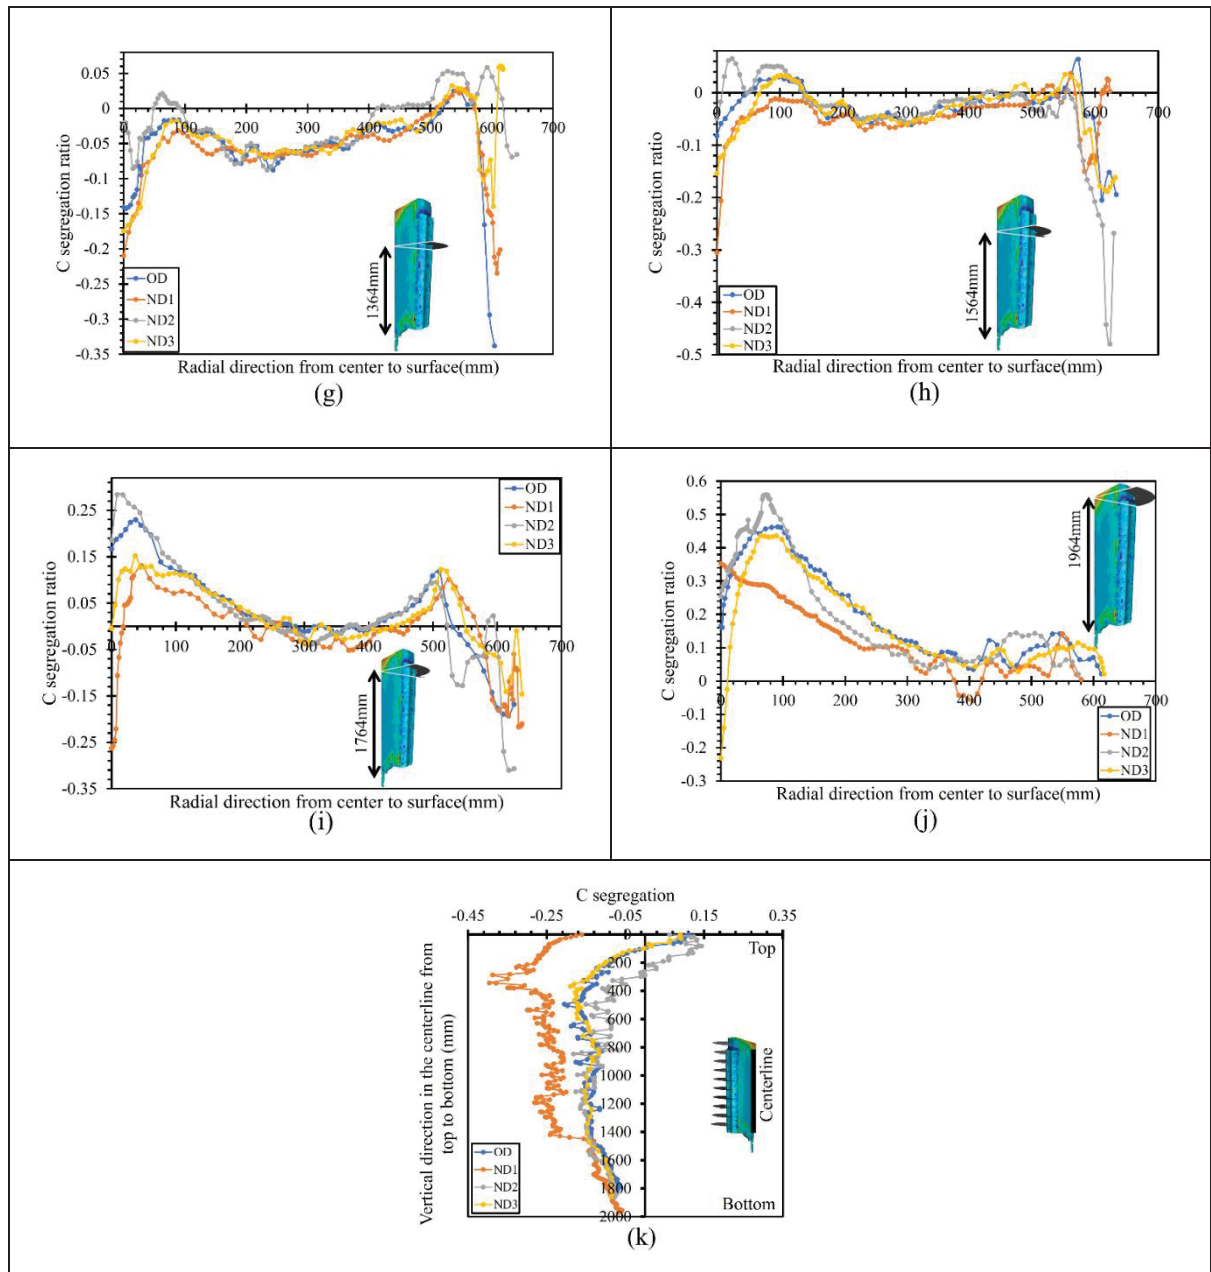 0.05
0
-0.05
-0.1
-0.15
-0.2
-0.25
-0.3
-0.35
0 100 200 300 400 500 600 700
C segregation ratio
OD
ND1
ND2
ND3
1364mm
Radial direction from center to surface(mm)
(g)
0
-0.1
-0.2
-0.3
-0.4
-0.5
0 100 200 300 400 500 600 700
C segregation ratio
OD
ND1
ND2
ND3
1564mm
Radial direction from center to surface(mm)
(h)
0.25
0.15
0.05
-0.05
-0.15
-0.25
-0.35
0 100 200 300 400 500 600 700
C segregation ratio
OD
ND1
ND2
ND3
1764mm
Radial direction from center to surface(mm)
(i)
0.6
0.5
0.4
0.3
0.2
0.1
0
-0.1
-0.2
-0.3
0 100 200 300 400 500 600 700
C segregation ratio
1964mm
OD
ND1
ND2
ND3
Radial direction from center to surface(mm)
(j)
C segregation
-0.45 -0.25 -0.05 0.15 0.35
0
200
400
600
800
1000
1200
1400
1600
1800
2000
Top
Vertical direction in the centerline from
top to bottom (mm)
Centerline
OD
ND1
ND2
ND3
Bottom
(k)